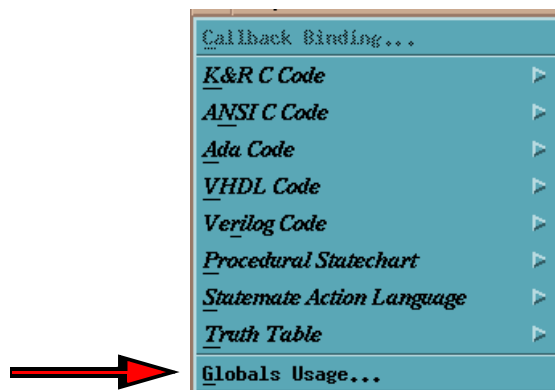 Callback Binding...
K&R C Code
ANSI C Code
Ada Code
VHDL Code
Verilog Code
Procedural Statechart
Statemate Action Language
Truth Table
Globals Usage...